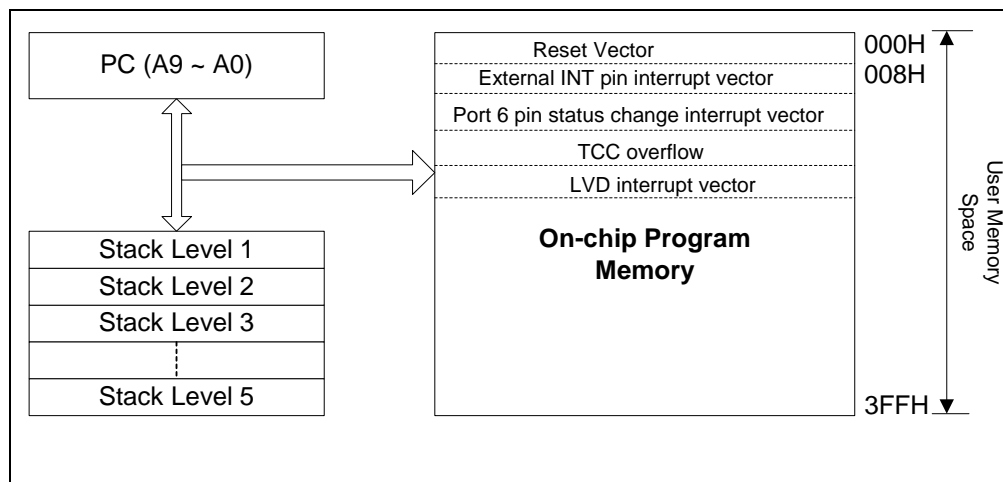 PC (A9 ~ A0)
Stack Level 1
Stack Level 2
Stack Level 3
Stack Level 5
Reset Vector
External INT pin interrupt vector
Port 6 pin status change interrupt vector
TCC overflow
LVD interrupt vector
On-chip Program
Memory
000H
008H
3FFH
User Memory
Space